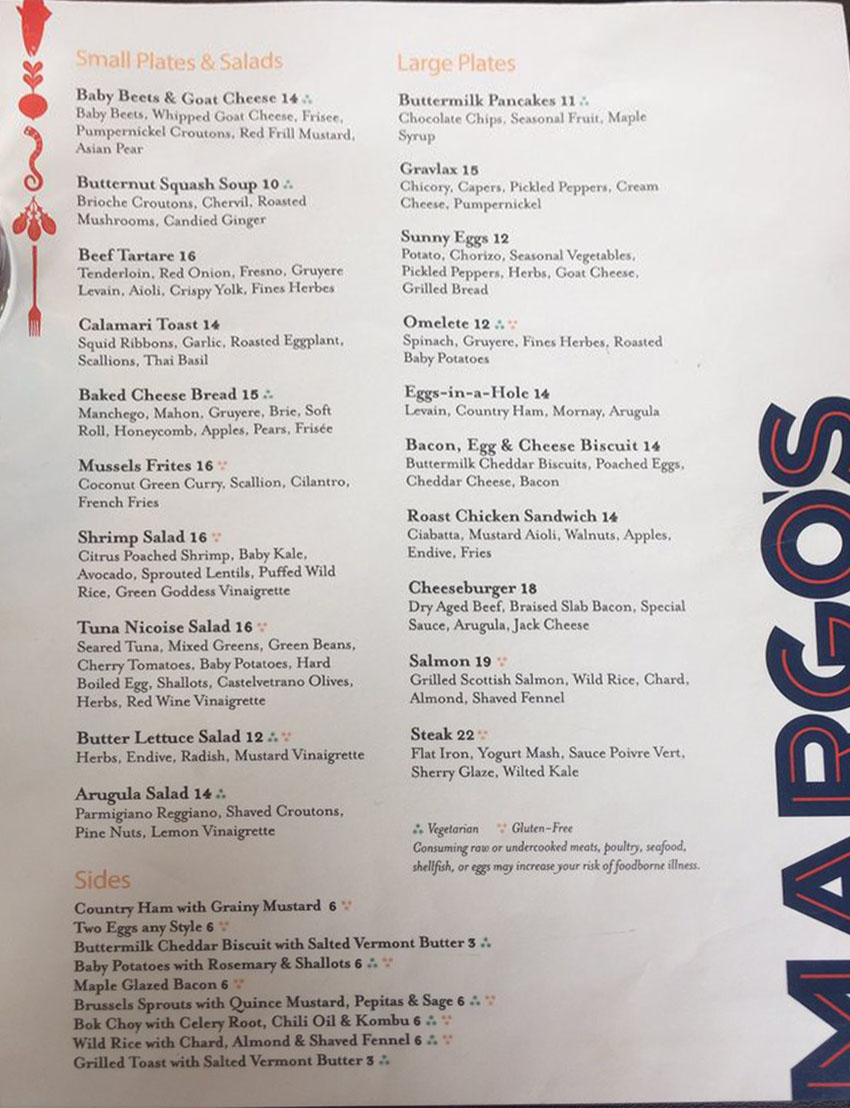 Small Plates & Salads
Baby Beets & Goat Cheese 14
Baby Beets, Whipped Goat Cheese, Frisee,
Pumpernickel Croutons, Red Frill Mustard,
Asian Pear
Butternut Squash Soup 10
Brioche Croutons, Chervil, Roasted
Mushrooms, Candied Ginger
Beef Tartare 16
Tenderloin, Red Onion, Fresno, Gruyere
Levain, Aioli, Crispy Yolk, Fines Herbes
Calamari Toast 14
Squid Ribbons, Garlic, Roasted Eggplant,
Scallions, Thai Basil
Baked Cheese Bread 15
Manchego, Mahon, Gruyere, Brie, Soft
Roll, Honeycomb, Apples, Pears, Frisée
Mussels Frites 16
Coconut Green Curry, Scallion, Cilantro,
French Fries
Shrimp Salad 16
Citrus Poached Shrimp, Baby Kale,
Avocado, Sprouted Lentils, Puffed Wild
Rice, Green Goddess Vinaigrette
Tuna Nicoise Salad 16
Seared Tuna, Mixed Greens, Green Beans,
Cherry Tomatoes, Baby Potatoes, Hard
Boiled Egg, Shallots, Castelvetrano Olives,
Herbs, Red Wine Vinaigrette
Butter Lettuce Salad 12
Herbs, Endive, Radish, Mustard Vinaigrette
Arugula Salad 14
Parmigiano Reggiano, Shaved Croutons,
Pine Nuts, Lemon Vinaigrette
Sides
Country Ham with Grainy Mustard 6
Two Eggs any Style 6
Buttermilk Cheddar Biscuit with Salted Vermont Butter 3
Baby Potatoes with Rosemary & Shallots 6
Maple Glazed Bacon 6
Brussels Sprouts with Quince Mustard, Pepitas & Sage 6
Bok Choy with Celery Root, Chili Oil & Kombu 6
Wild Rice with Chard, Almond & Shaved Fennel 6
Grilled Toast with Salted Vermont Butter 3
Large Plates
Buttermilk Pancakes 11
Chocolate Chips, Seasonal Fruit, Maple
Syrup
Gravlax 15
Chicory, Capers, Pickled Peppers, Cream
Cheese, Pumpernickel
Sunny Eggs 12
Potato, Chorizo, Seasonal Vegetables,
Pickled Peppers, Herbs, Goat Cheese,
Grilled Bread
Omelete 12
Spinach, Gruyere, Fines Herbes, Roasted
Baby Potatoes
Eggs-in-a-Hole 14
Levain, Country Ham, Mornay, Arugula
Bacon, Egg & Cheese Biscuit 14
Buttermilk Cheddar Biscuits, Poached Eggs,
Cheddar Cheese, Bacon
Roast Chicken Sandwich 14
Ciabatta, Mustard Aioli, Walnuts, Apples,
Endive, Fries
Cheeseburger 18
Dry Aged Beef, Braised Slab Bacon, Special
Sauce, Arugula, Jack Cheese
Salmon 19
Grilled Scottish Salmon, Wild Rice, Chard,
Almond, Shaved Fennel
Steak 22
Flat Iron, Yogurt Mash, Sauce Poivre Vert,
Sherry Glaze, Wilted Kale
Vegetarian Gluten-Free
Consuming raw or undercooked meats, poultry, seafood,
shellfish, or eggs may increase your risk of foodborne illness.
MARGO'S